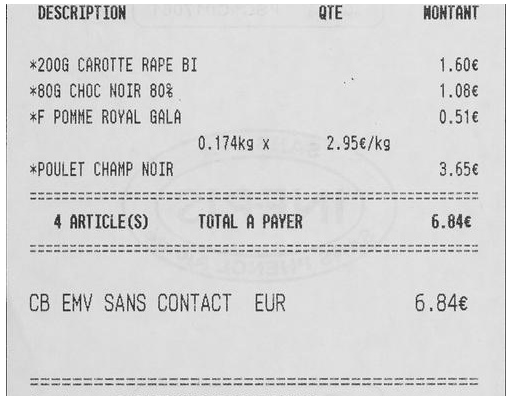 DESCRIPTION QTE MONTANT
*200G CAROTTE RAPE BI 1.60€
*80G CHOC NOIR 80% 1.08€
*F POMME ROYAL GALA 0.51€
0.174kg x 2.95€/kg
*POULET CHAMP NOIR 3.65€
4 ARTICLE(S) TOTAL A PAYER 6.84€
CB EMV SANS CONTACT EUR 6.84€